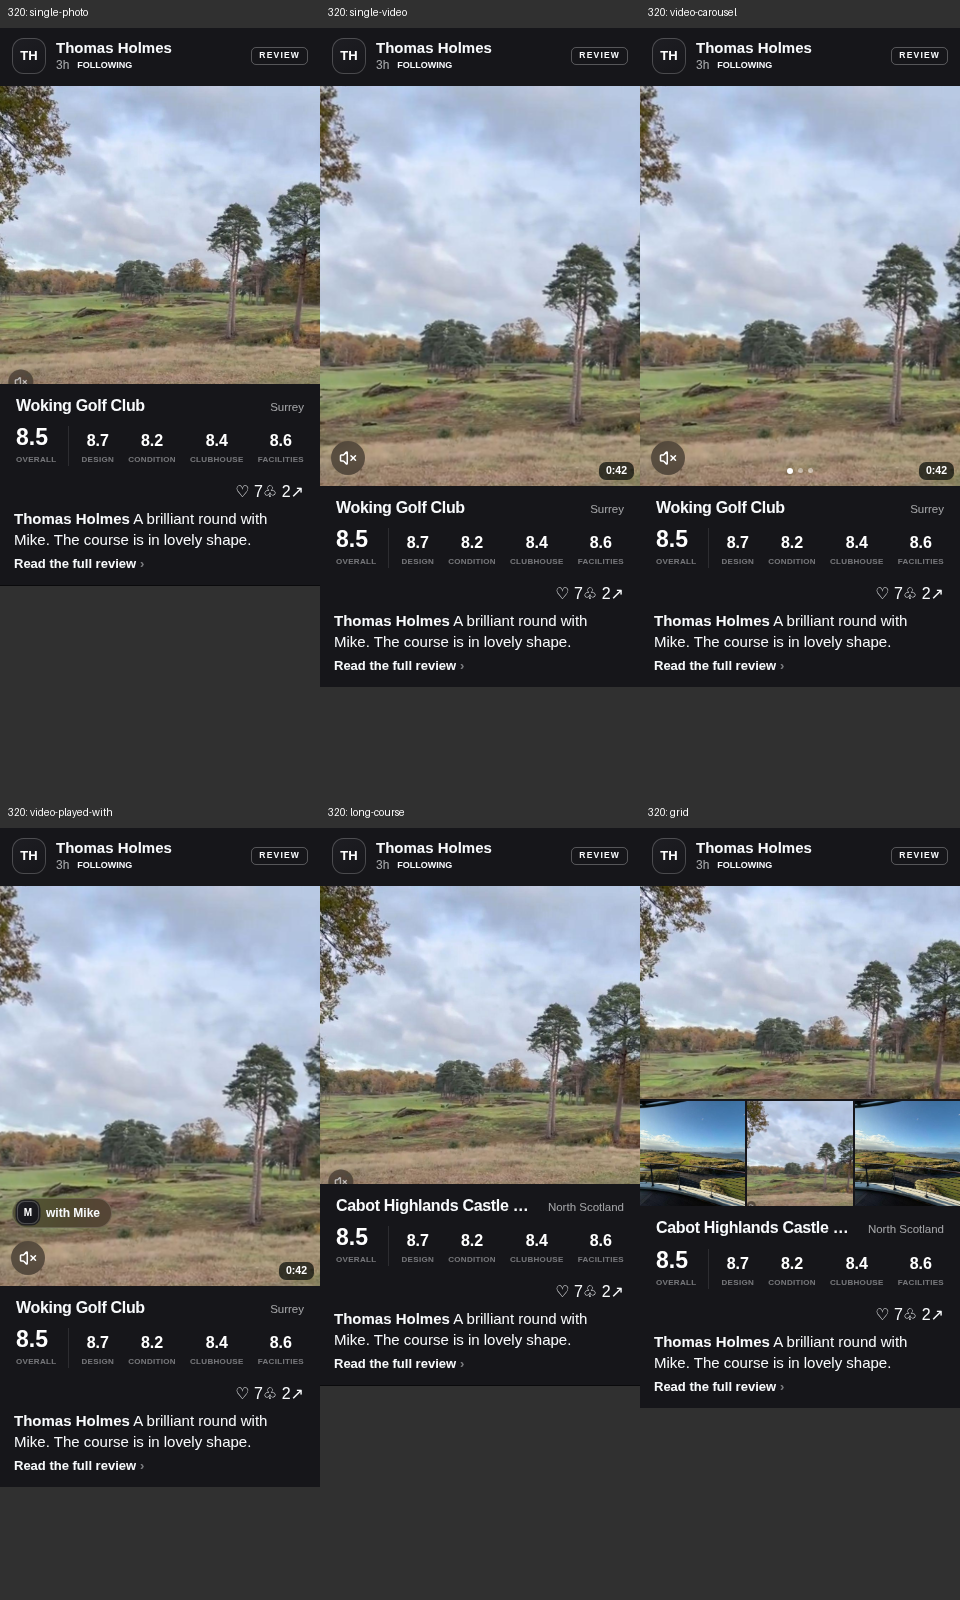 320: single-photo
TH
Thomas Holmes
3h FOLLOWING
REVIEW
Woking Golf Club
Surrey
8.5 8.7 8.2 8.4 8.6
OVERALL DESIGN CONDITION CLUBHOUSE FACILITIES
♡ 7♧ 2↗
Thomas Holmes A brilliant round with
Mike. The course is in lovely shape.
Read the full review ›
320: single-video
TH
Thomas Holmes
3h FOLLOWING
REVIEW
0:42
Woking Golf Club
Surrey
8.5 8.7 8.2 8.4 8.6
OVERALL DESIGN CONDITION CLUBHOUSE FACILITIES
♡ 7♧ 2↗
Thomas Holmes A brilliant round with
Mike. The course is in lovely shape.
Read the full review ›
320: video-carousel
TH
Thomas Holmes
3h FOLLOWING
REVIEW
0:42
Woking Golf Club
Surrey
8.5 8.7 8.2 8.4 8.6
OVERALL DESIGN CONDITION CLUBHOUSE FACILITIES
♡ 7♧ 2↗
Thomas Holmes A brilliant round with
Mike. The course is in lovely shape.
Read the full review ›
320: video-played-with
TH
Thomas Holmes
3h FOLLOWING
REVIEW
M with Mike
0:42
Woking Golf Club
Surrey
8.5 8.7 8.2 8.4 8.6
OVERALL DESIGN CONDITION CLUBHOUSE FACILITIES
♡ 7♧ 2↗
Thomas Holmes A brilliant round with
Mike. The course is in lovely shape.
Read the full review ›
320: long-course
TH
Thomas Holmes
3h FOLLOWING
REVIEW
Cabot Highlands Castle …
North Scotland
8.5 8.7 8.2 8.4 8.6
OVERALL DESIGN CONDITION CLUBHOUSE FACILITIES
♡ 7♧ 2↗
Thomas Holmes A brilliant round with
Mike. The course is in lovely shape.
Read the full review ›
320: grid
TH
Thomas Holmes
3h FOLLOWING
REVIEW
Cabot Highlands Castle …
North Scotland
8.5 8.7 8.2 8.4 8.6
OVERALL DESIGN CONDITION CLUBHOUSE FACILITIES
♡ 7♧ 2↗
Thomas Holmes A brilliant round with
Mike. The course is in lovely shape.
Read the full review ›